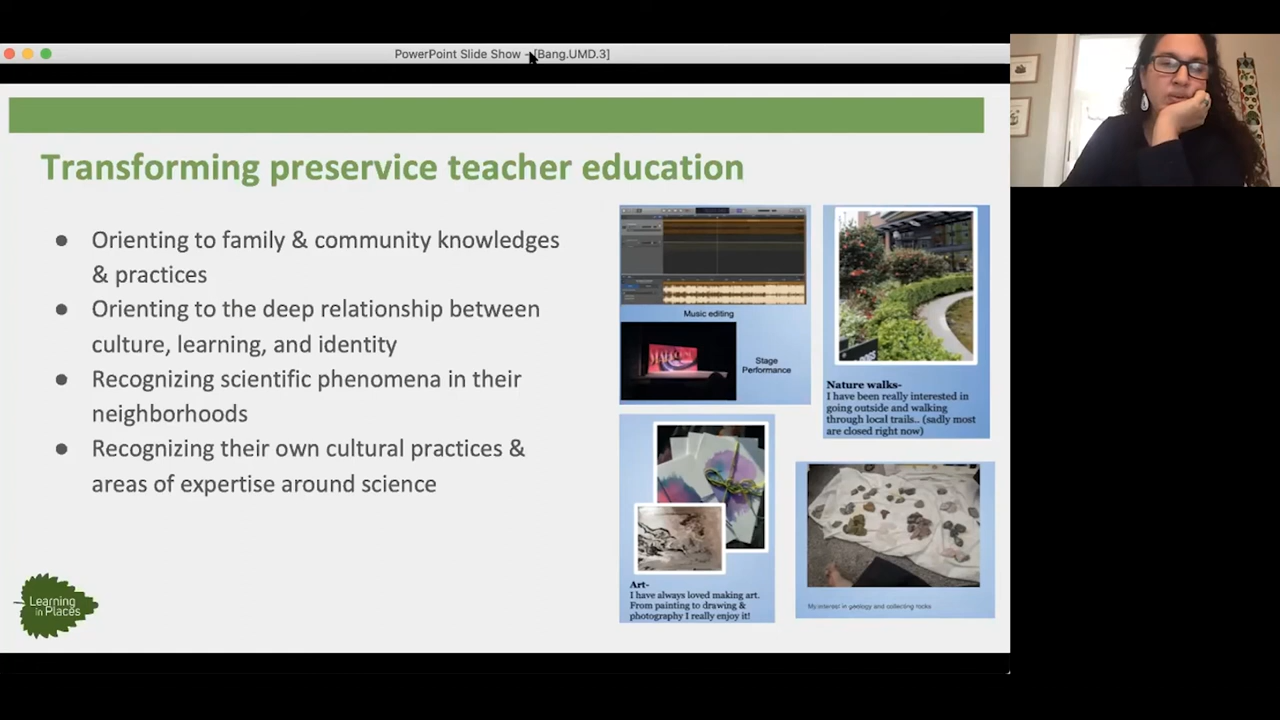 PowerPoint Slide Show - [Bang.UMD.3]
Transforming preservice teacher education
● Orienting to family & community knowledges
& practices
● Orienting to the deep relationship between
culture, learning, and identity
● Recognizing scientific phenomena in their
neighborhoods
● Recognizing their own cultural practices &
areas of expertise around science
Music editing
Stage
Performance
Nature walks-
I have been really interested in
going outside and walking
through local trails.. (sadly most
are closed right now)
Art-
I have always loved making art.
From painting to drawing &
photography I really enjoy it!
My interest in geology and collecting rocks
Learning
in Places